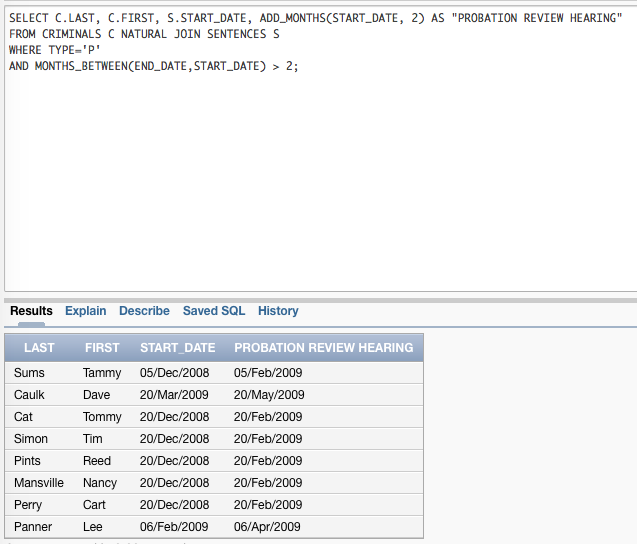 SELECT C.LAST, C.FIRST, S.START_DATE, ADD_MONTHS(START_DATE, 2) AS "PROBATION REVIEW HEARING"
FROM CRIMINALS C NATURAL JOIN SENTENCES S
WHERE TYPE='P'
AND MONTHS_BETWEEN(END_DATE,START_DATE) > 2;
Results Explain Describe Saved SQL History
LAST FIRST START_DATE PROBATION REVIEW HEARING
Sums Tammy 05/Dec/2008 05/Feb/2009
Caulk Dave 20/Mar/2009 20/May/2009
Cat Tommy 20/Dec/2008 20/Feb/2009
Simon Tim 20/Dec/2008 20/Feb/2009
Pints Reed 20/Dec/2008 20/Feb/2009
Mansville Nancy 20/Dec/2008 20/Feb/2009
Perry Cart 20/Dec/2008 20/Feb/2009
Panner Lee 06/Feb/2009 06/Apr/2009